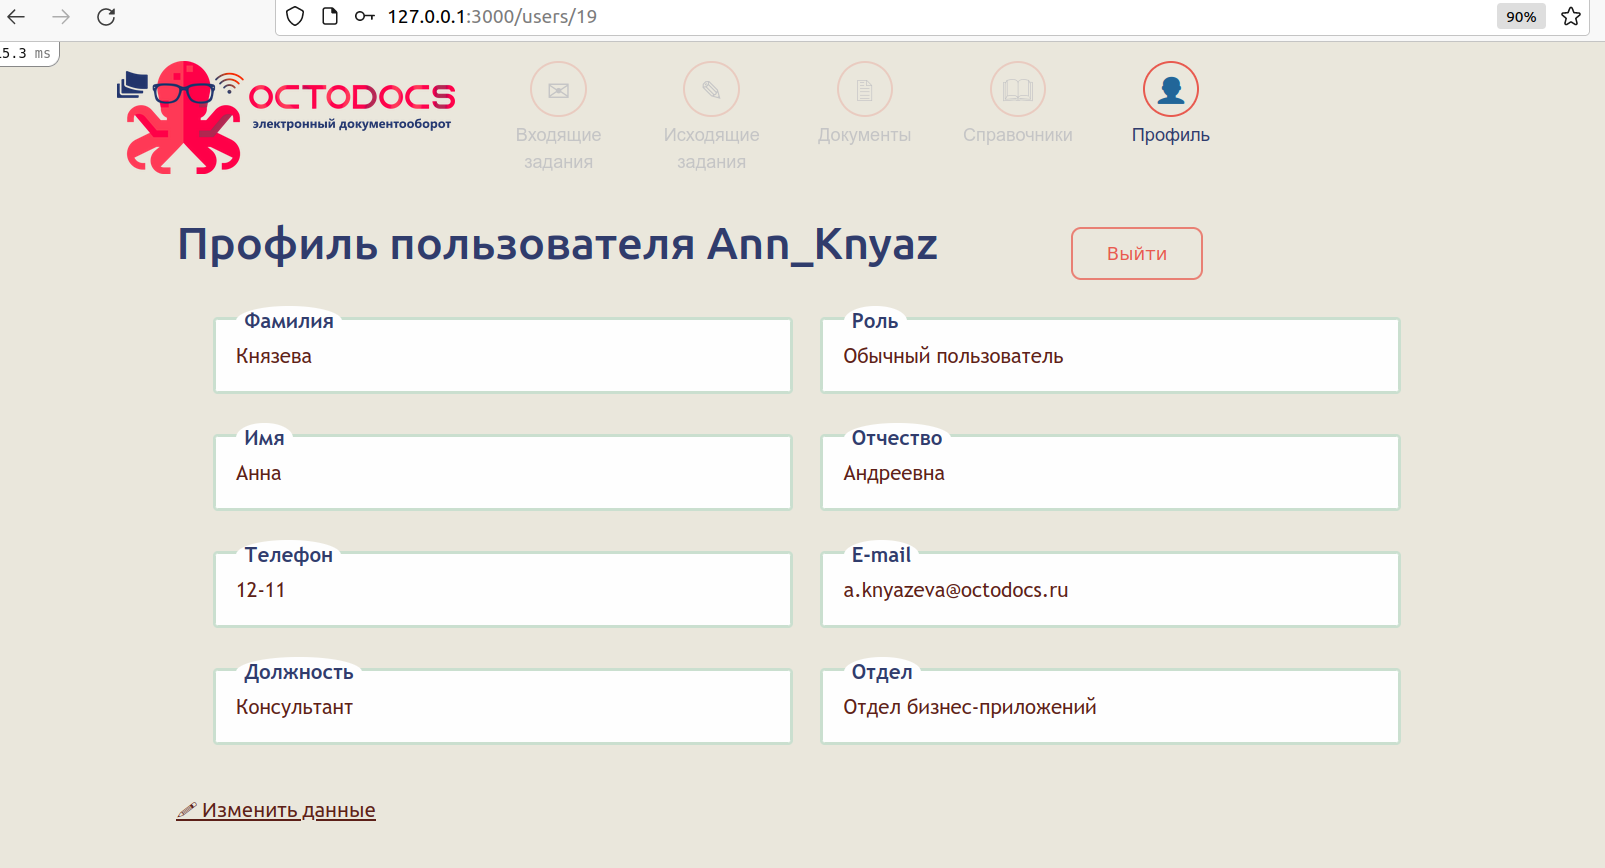 127.0.0.1:3000/users/19
90%
5.3 ms
OCTODOCS
электронный документооборот
Входящие
задания
Исходящие
задания
Документы
Справочники
Профиль
Профиль пользователя Ann_Knyaz
Выйти
Фамилия
Князева
Роль
Обычный пользователь
Имя
Анна
Отчество
Андреевна
Телефон
12-11
E-mail
a.knyazeva@octodocs.ru
Должность
Консультант
Отдел
Отдел бизнес-приложений
Изменить данные